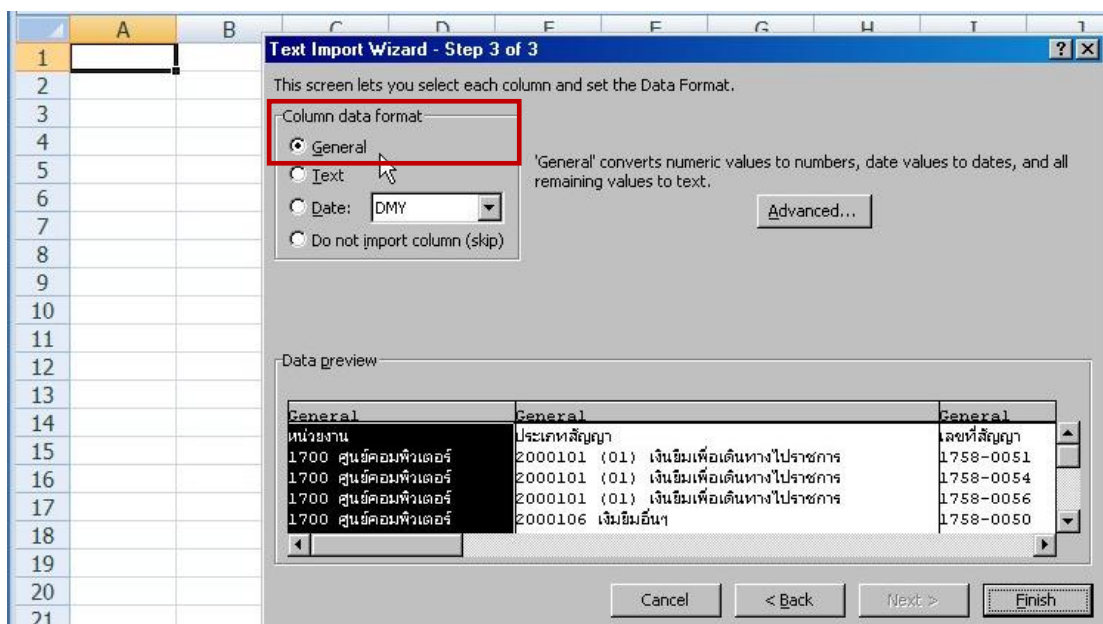 A B C D E F G H I J
Text Import Wizard - Step 3 of 3
1
This screen lets you select each column and set the Data Format.
2
Column data format
3
General
4
'General' converts numeric values to numbers, date values to dates, and all
remaining values to text.
5
Text
6
Date: DMY
Advanced...
7
Do not import column (skip)
8
9
10
11
12
Data preview
13
General General General
14
หน่วยงาน ประเภทสัญญา เลขที่สัญญา
15
1700 ศูนย์คอมพิวเตอร์ 2000101 (01) เงินยืมเพื่อเดินทางไปราชการ 1758-0051
16
1700 ศูนย์คอมพิวเตอร์ 2000101 (01) เงินยืมเพื่อเดินทางไปราชการ 1758-0054
17
1700 ศูนย์คอมพิวเตอร์ 2000101 (01) เงินยืมเพื่อเดินทางไปราชการ 1758-0056
1700 ศูนย์คอมพิวเตอร์ 2000106 เงิมยืมอื่นๆ 1758-0050
18
19
20
Cancel < Back Next > Finish
21